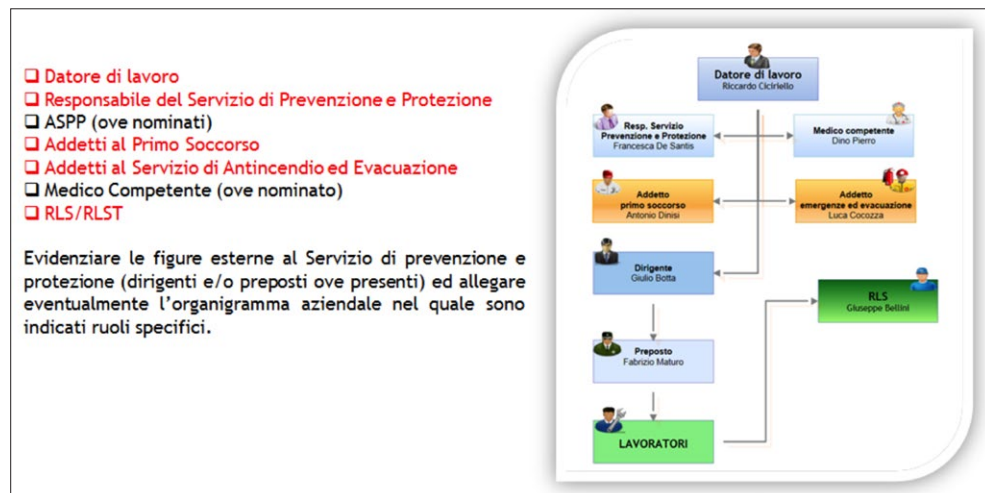 ❑ Datore di lavoro
❑ Responsabile del Servizio di Prevenzione e Protezione
❑ ASPP (ove nominati)
❑ Addetti al Primo Soccorso
❑ Addetti al Servizio di Antincendio ed Evacuazione
❑ Medico Competente (ove nominato)
❑ RLS/RLST
Evidenziare le figure esterne al Servizio di prevenzione e
protezione (dirigenti e/o preposti ove presenti) ed allegare
eventualmente l'organigramma aziendale nel quale sono
indicati ruoli specifici.
Datore di lavoro
Riccardo Ciciriello
Resp. Servizio
Prevenzione e Protezione
Francesca De Santis
Medico competente
Dino Pierro
Addetto
primo soccorso
Antonio Dinisi
Addetto
emergenze ed evacuazione
Luca Cocozza
Dirigente
Giulio Botta
RLS
Giuseppe Bellini
Preposto
Fabrizio Maturo
LAVORATORI